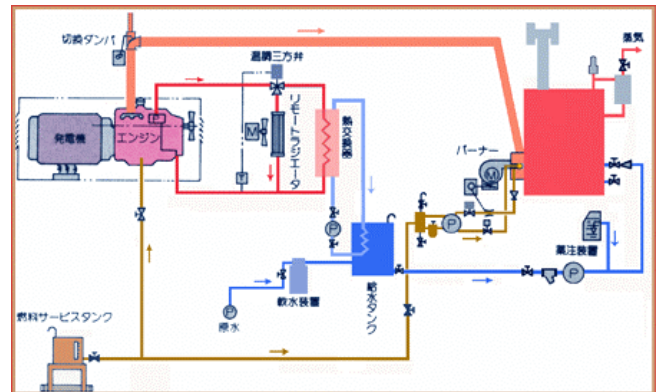 切換ダンパ
温調三方弁
蒸気
発電機
エンジン
M
リモートラジエータ
熱交換器
バーナー
M
T
P
P
薬注装置
P
軟水装置
給水タンク
P
原水
燃料サービスタンク